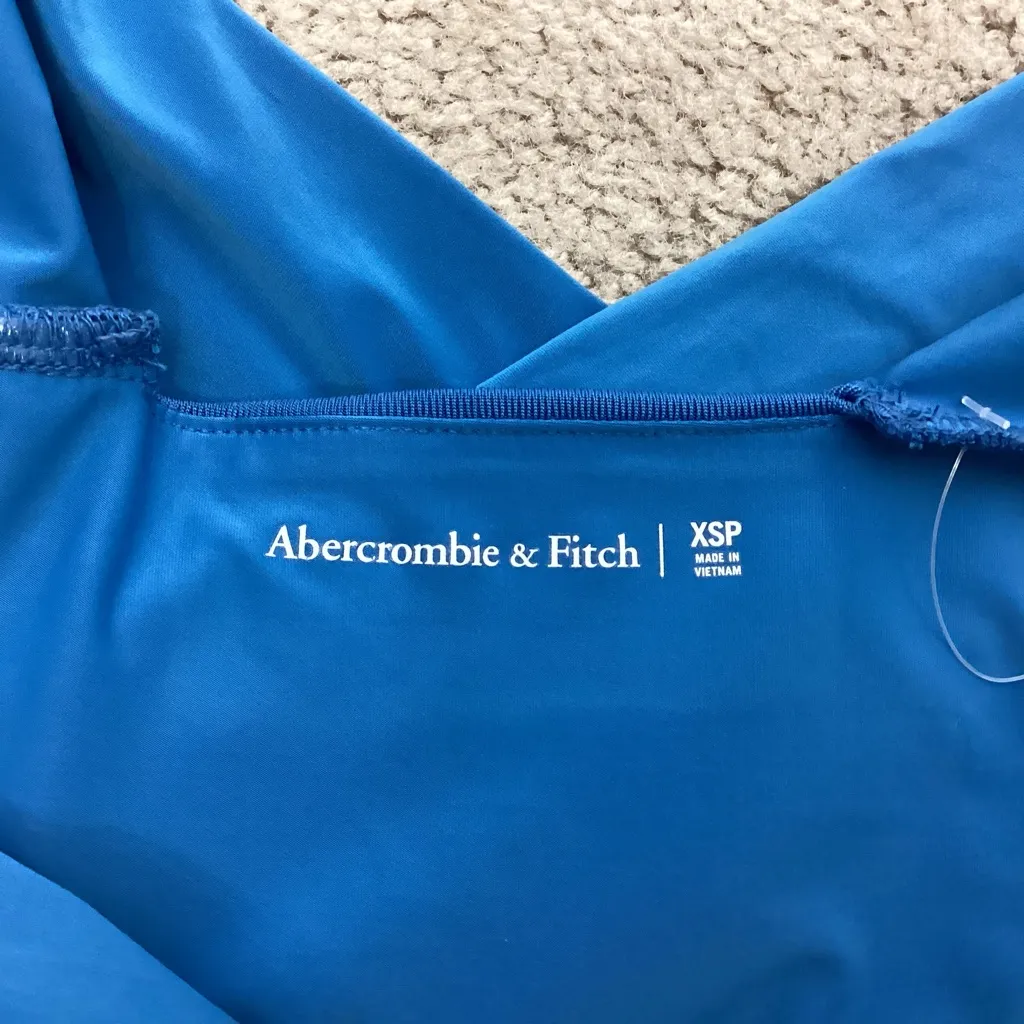 Abercrombie & Fitch
XSP
MADE IN
VIETNAM